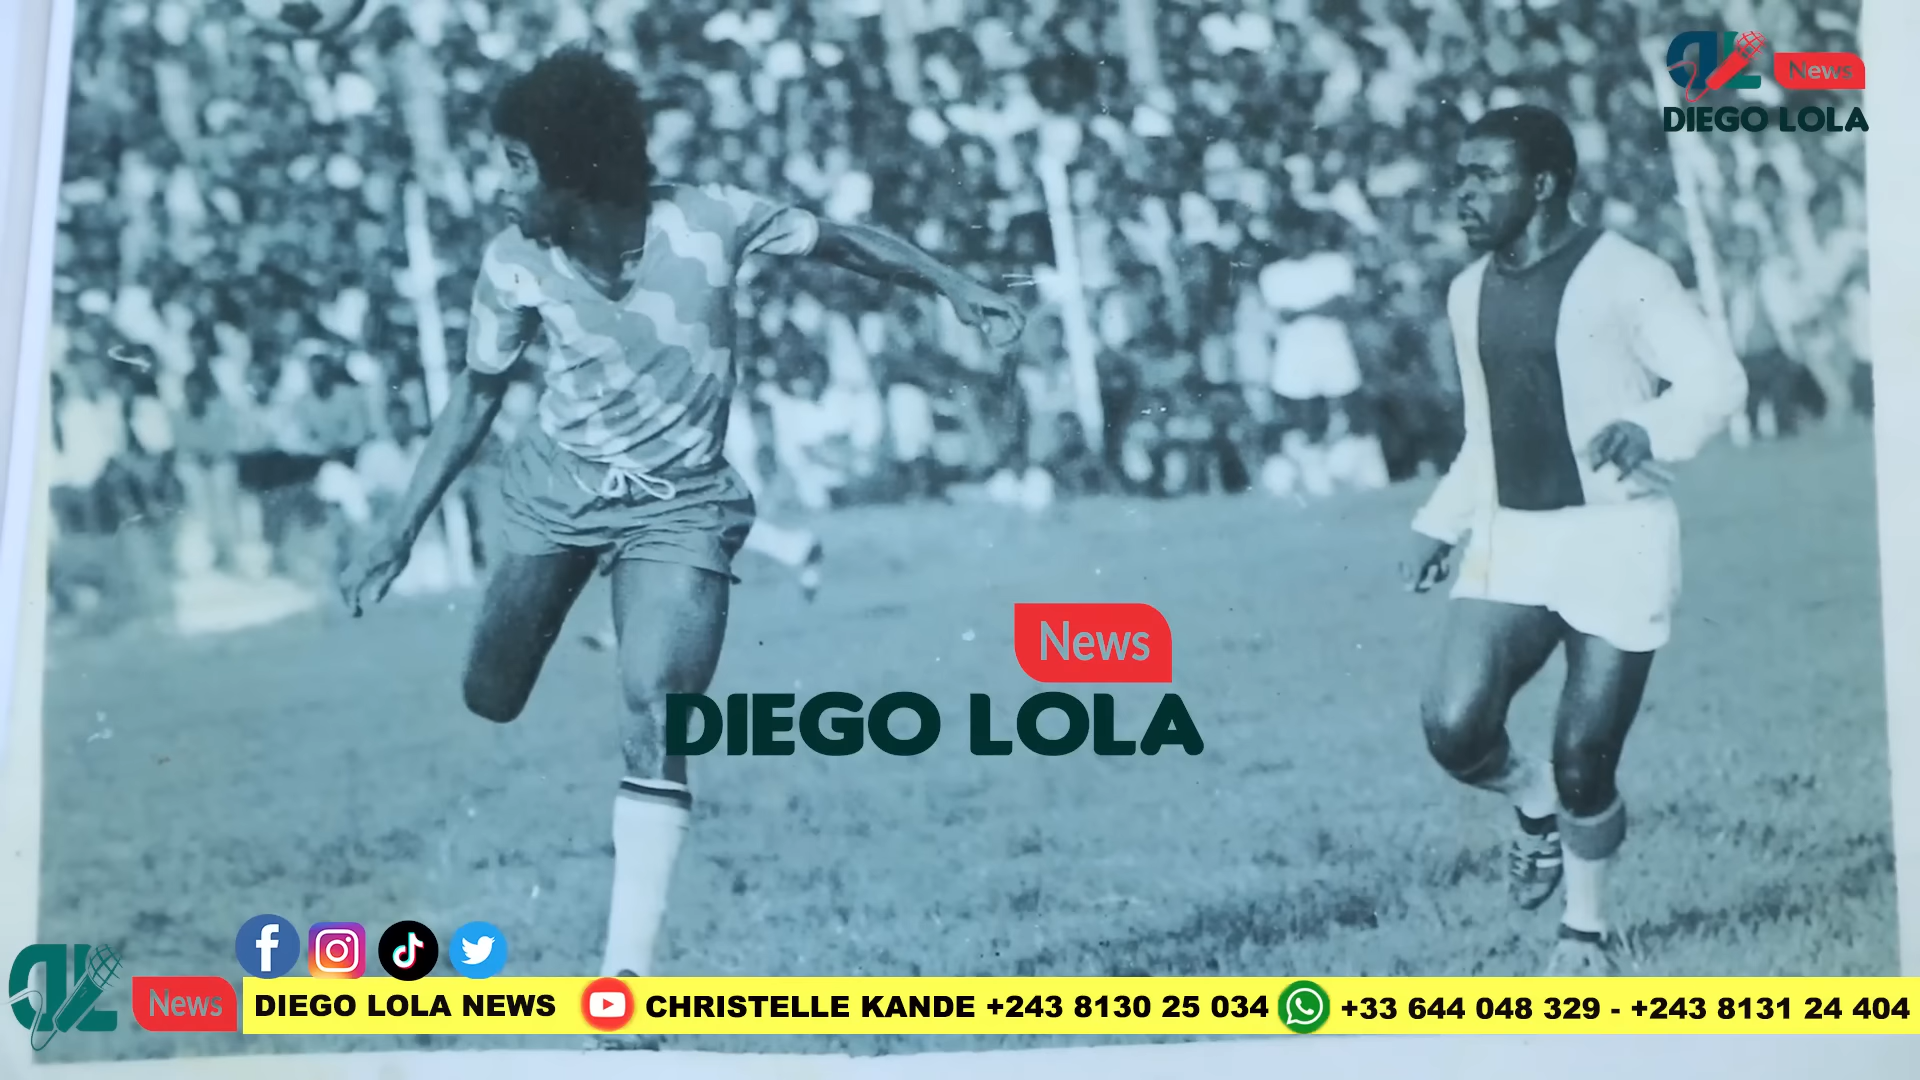 News
DIEGO LOLA
News
DIEGO LOLA
News
DIEGO LOLA NEWS
CHRISTELLE KANDE +243 8130 25 034
+33 644 048 329 - +243 8131 24 404